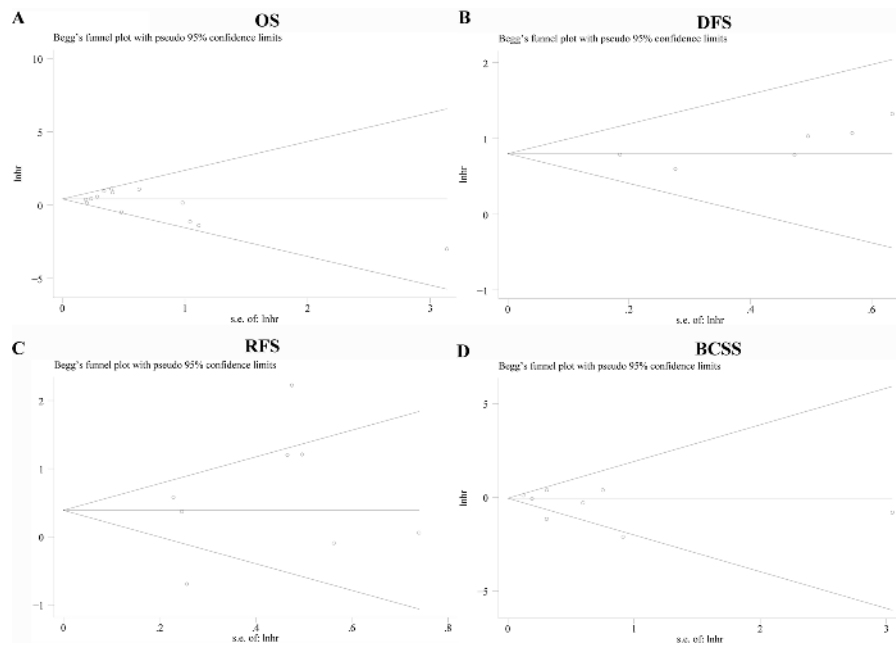 A
OS
Begg's funnel plot with pseudo 95% confidence limits
10
5
0
-5
lnhr
0
1
2
3
s.e. of: lnhr
B
DFS
Begg's funnel plot with pseudo 95% confidence limits
2
1
0
-1
lnhr
0
.2
.4
.6
s.e. of: lnhr
C
RFS
Begg's funnel plot with pseudo 95% confidence limits
2
1
0
-1
lnhr
0
.2
.4
.6
.8
s.e. of: lnhr
D
BCSS
Begg's funnel plot with pseudo 95% confidence limits
5
0
-5
lnhr
0
1
2
3
s.e. of: lnhr